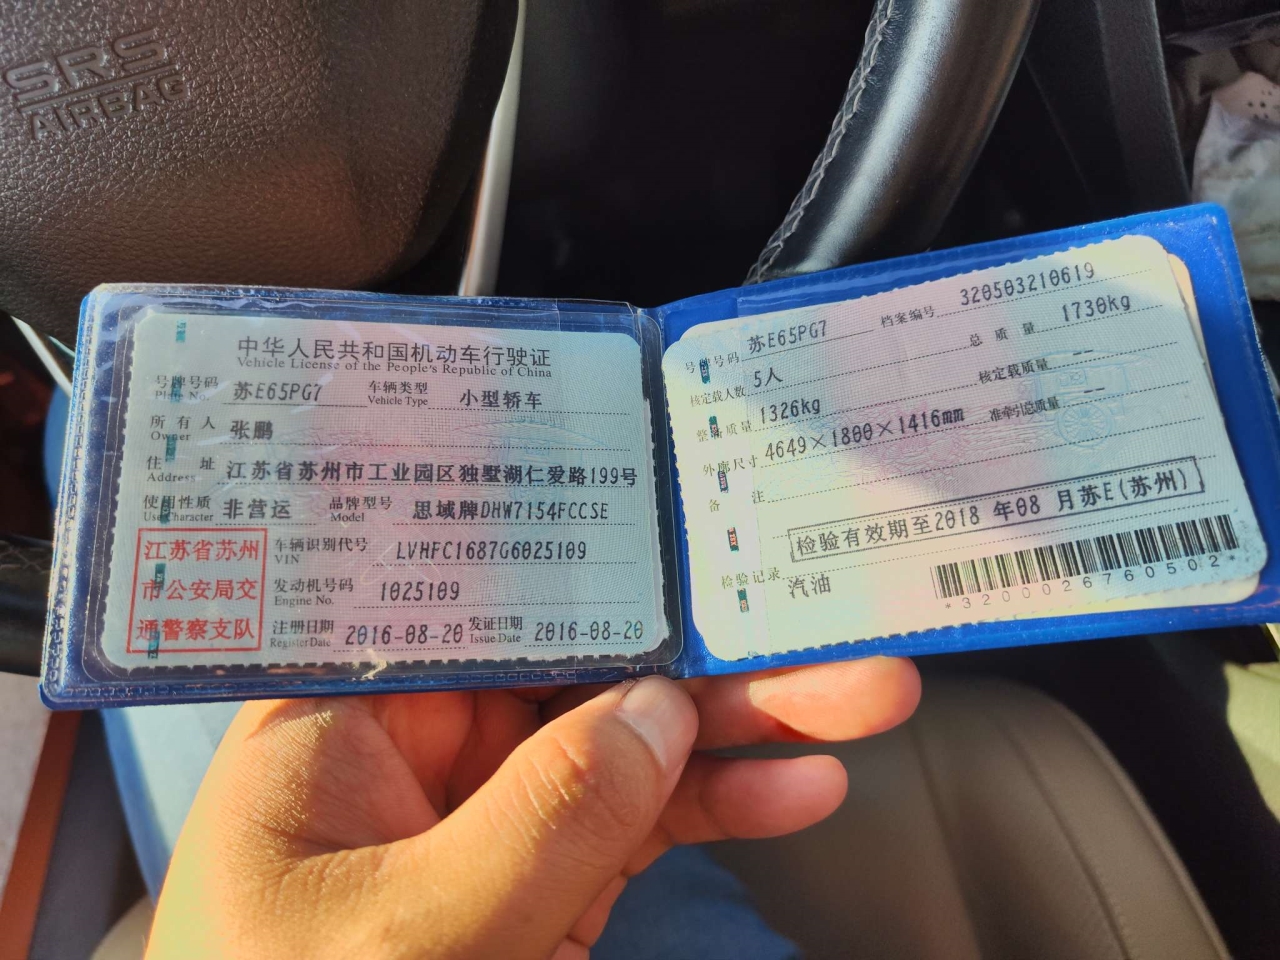 SRS
AIRBAG
中华人民共和国机动车行驶证
Vehicle License of the People's Republic of China
号牌号码 苏E65PG7 车辆类型 小型轿车
Plate No. Vehicle Type
所有人 张鹏
Owner
住址 江苏省苏州市工业园区独墅湖仁爱路199号
Address
使用性质 非营运 品牌型号 思域牌DHW7154FCCSE
Use Character Model
江苏省苏州
市公安局交
通警察支队
车辆识别代号 LVHFC1687G6025109
VIN
发动机号码 1025109
Engine No.
注册日期 2016-08-20 发证日期 2016-08-20
Register Date Issue Date
号牌号码 苏E65PG7 档案编号 320503210619
核定载人数 5人 总质量 1730kg
整备质量 1326kg 核定载质量 --
外廓尺寸 4649×1800×1416mm 准牵引总质量 --
备注
检验有效期至2018 年08 月苏E(苏州)
检验记录 汽油
*3200026760502*